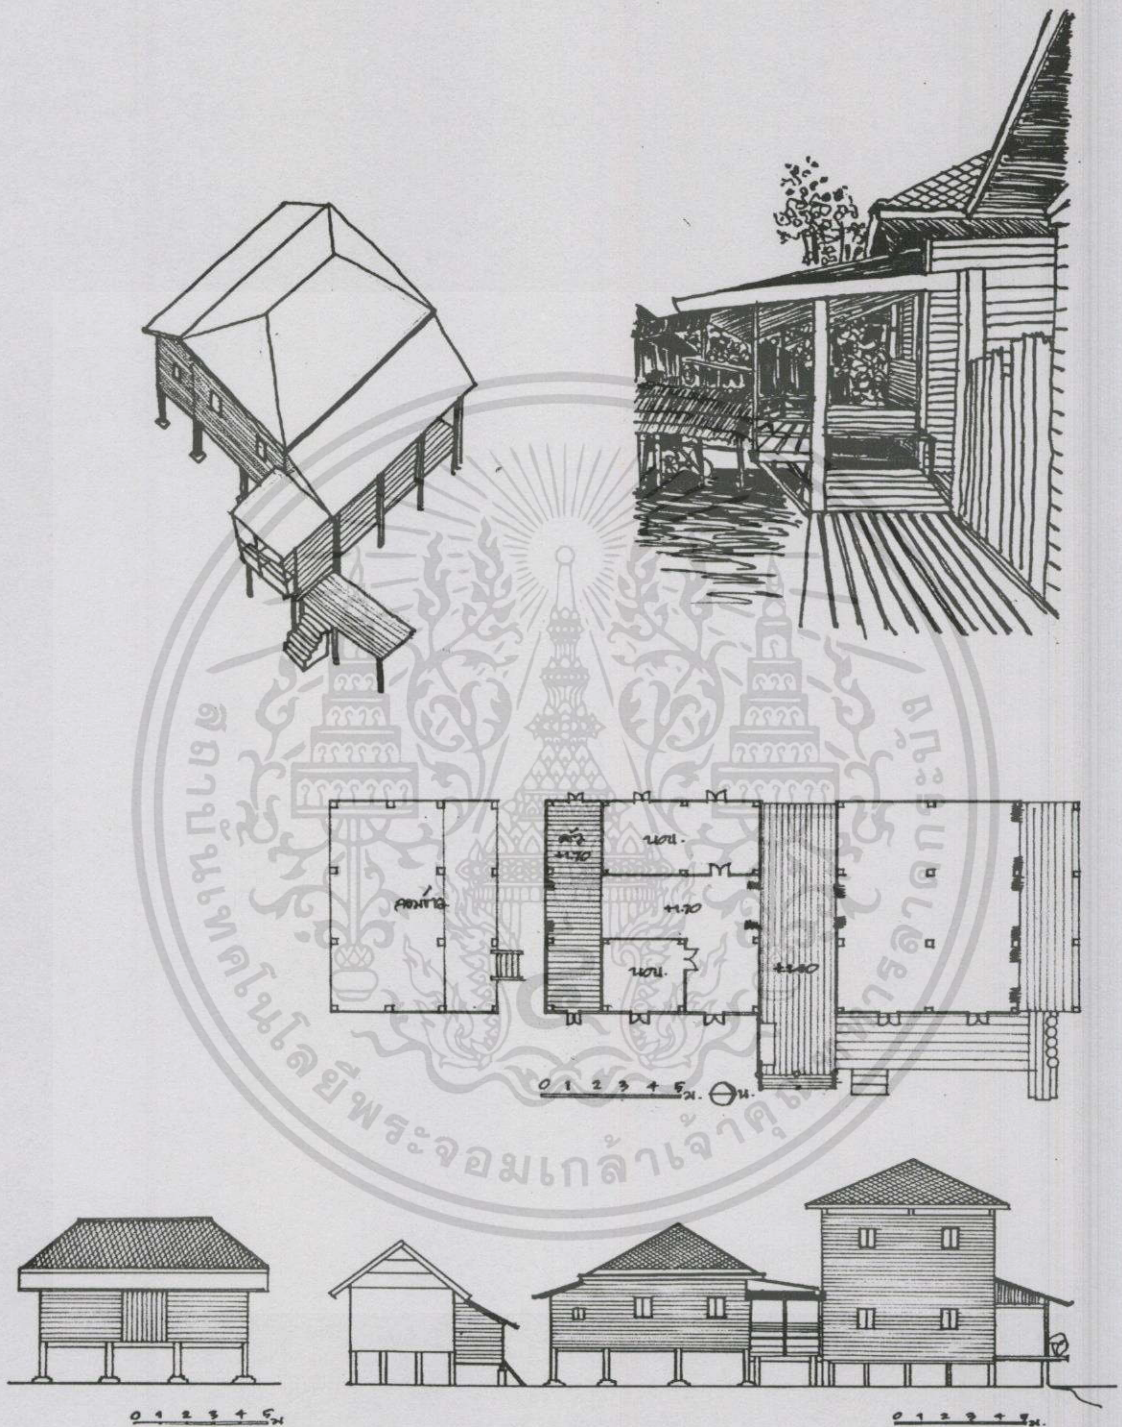 ครัว
+1.70
นอน.
+1.70
นอน.
0 1 2 3 4 5 ม. น.
สถาบันเทคโนโลยีพระจอมเกล้าเจ้าคุณทหารลาดกระบัง
0 1 2 3 4 5 ม
0 1 2 3 4 5 ม.